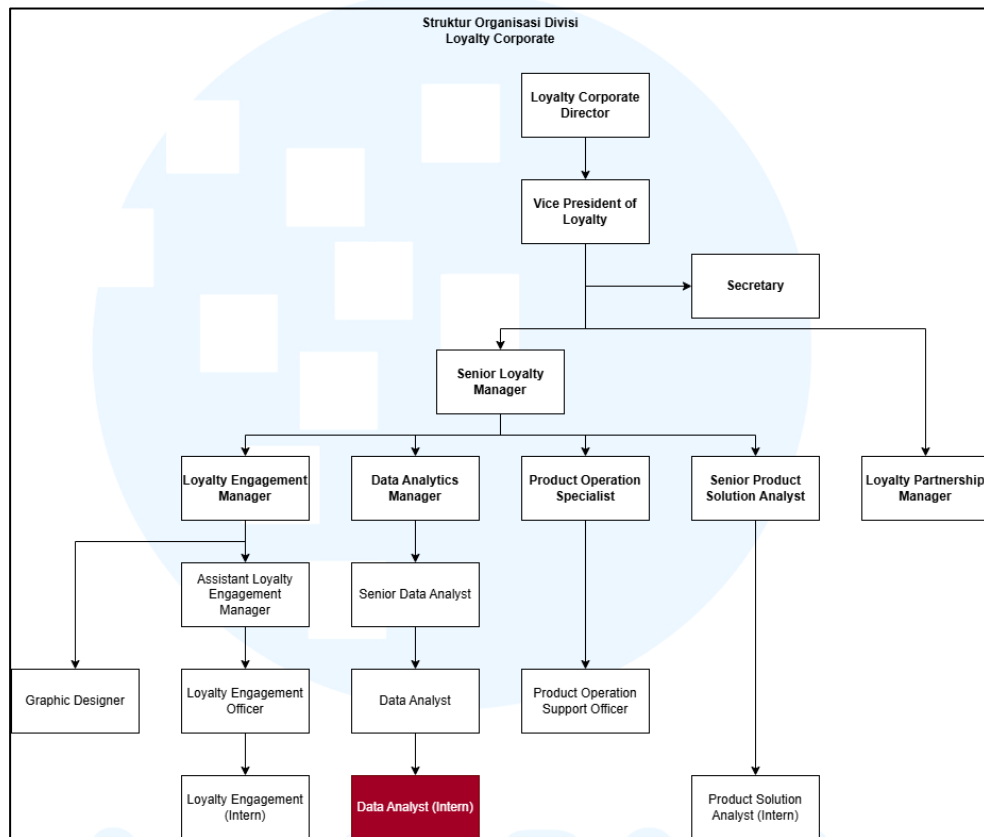 Struktur Organisasi Divisi
Loyalty Corporate
Loyalty Corporate
Director
Vice President of
Loyalty
Secretary
Senior Loyalty
Manager
Loyalty Engagement
Manager
Data Analytics
Manager
Product Operation
Specialist
Senior Product
Solution Analyst
Loyalty Partnership
Manager
Assistant Loyalty
Engagement
Manager
Senior Data Analyst
Graphic Designer
Loyalty Engagement
Officer
Data Analyst
Product Operation
Support Officer
Loyalty Engagement
(Intern)
Data Analyst (Intern)
Product Solution
Analyst (Intern)